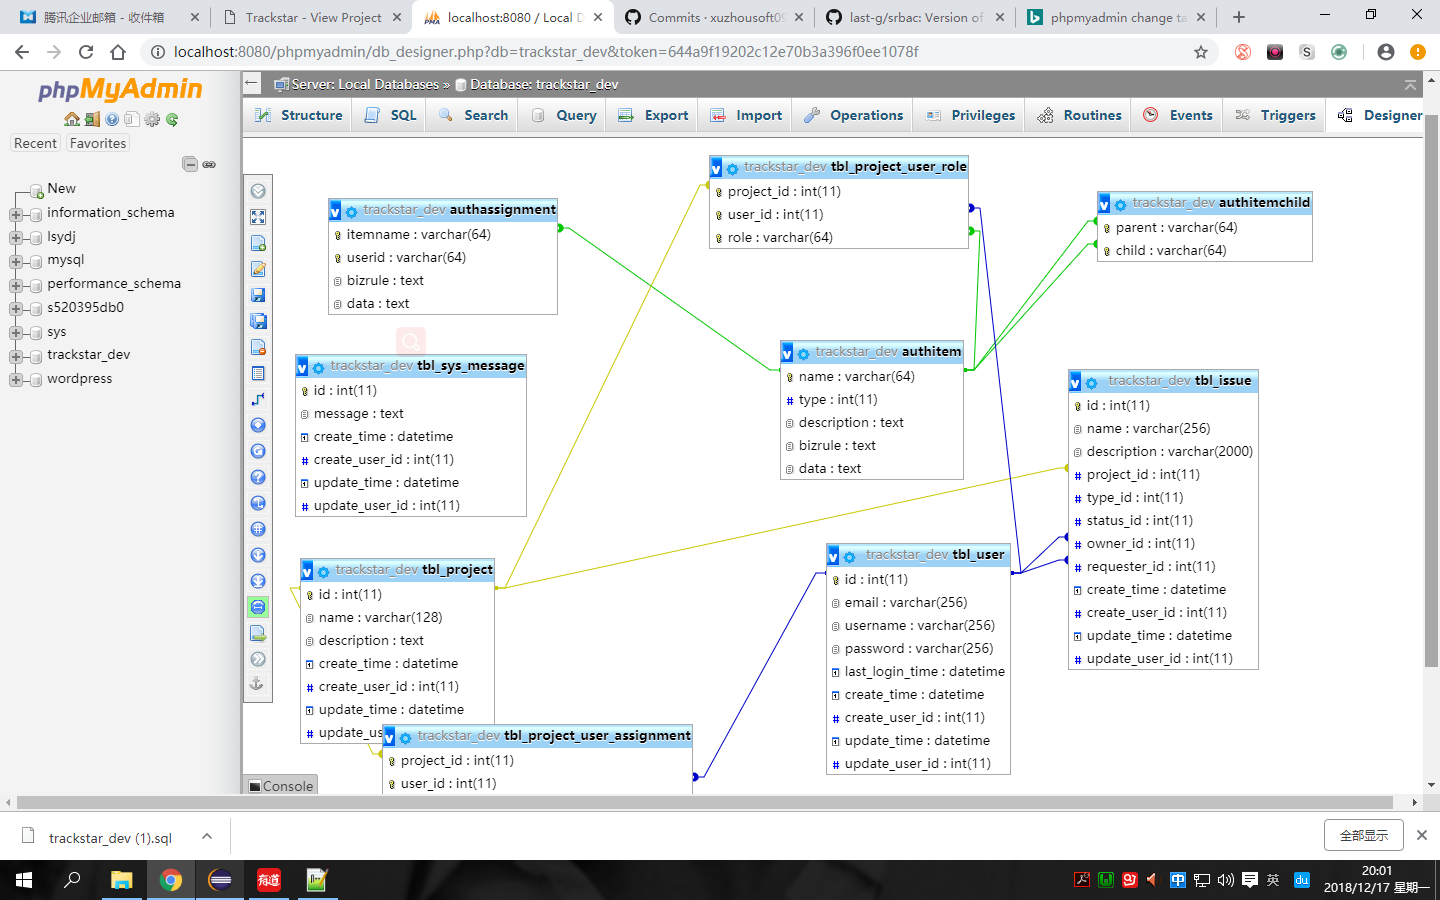 腾讯企业邮箱 - 收件箱
Trackstar - View Project
localhost:8080 / Local D
Commits · xuzhousoft09
last-g/srbac: Version of
phpmyadmin change ta
localhost:8080/phpmyadmin/db_designer.php?db=trackstar_dev&token=644a9f19202c12e70b3a396f0ee1078f
phpMyAdmin
Recent
Favorites
New
information_schema
lsydj
mysql
performance_schema
s520395db0
sys
trackstar_dev
wordpress
Server: Local Databases » Database: trackstar_dev
Structure
SQL
Search
Query
Export
Import
Operations
Privileges
Routines
Events
Triggers
Designer
trackstar_dev authassignment
itemname : varchar(64)
userid : varchar(64)
bizrule : text
data : text
trackstar_dev tbl_project_user_role
project_id : int(11)
user_id : int(11)
role : varchar(64)
trackstar_dev authitemchild
parent : varchar(64)
child : varchar(64)
trackstar_dev tbl_sys_message
id : int(11)
message : text
create_time : datetime
create_user_id : int(11)
update_time : datetime
update_user_id : int(11)
trackstar_dev authitem
name : varchar(64)
type : int(11)
description : text
bizrule : text
data : text
trackstar_dev tbl_issue
id : int(11)
name : varchar(256)
description : varchar(2000)
project_id : int(11)
type_id : int(11)
status_id : int(11)
owner_id : int(11)
requester_id : int(11)
create_time : datetime
create_user_id : int(11)
update_time : datetime
update_user_id : int(11)
trackstar_dev tbl_project
id : int(11)
name : varchar(128)
description : text
create_time : datetime
create_user_id : int(11)
update_time : datetime
update_us
trackstar_dev tbl_user
id : int(11)
email : varchar(256)
username : varchar(256)
password : varchar(256)
last_login_time : datetime
create_time : datetime
create_user_id : int(11)
update_time : datetime
update_user_id : int(11)
trackstar_dev tbl_project_user_assignment
project_id : int(11)
user_id : int(11)
Console
trackstar_dev (1).sql
全部显示
有道
中
英
du
20:01
2018/12/17 星期一